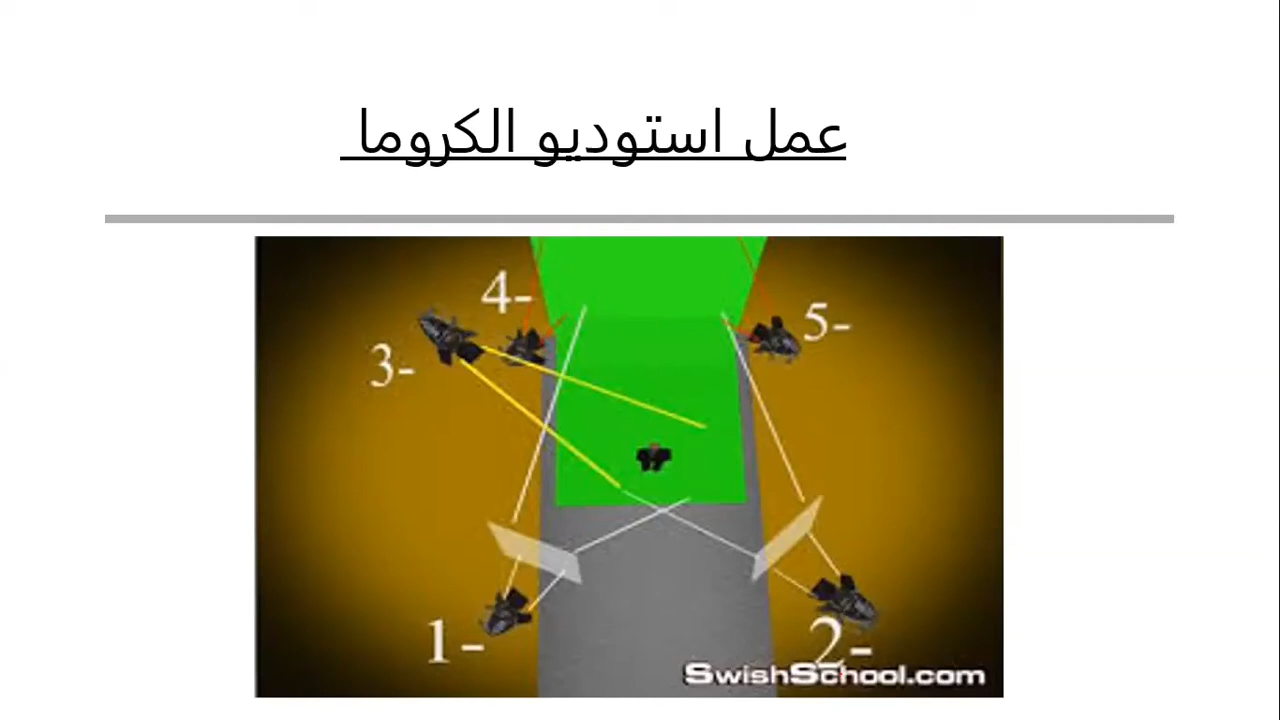 عمل استوديو الكروما
4-
5-
3-
1-
2-
SwishSchool.com